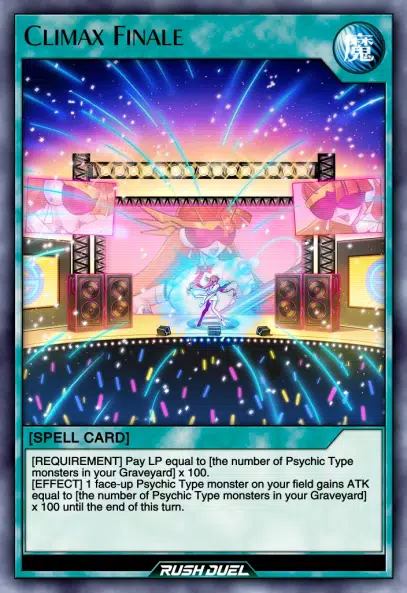 CLIMAX FINALE
魔
[SPELL CARD]
[REQUIREMENT] Pay LP equal to [the number of Psychic Type
monsters in your Graveyard] x 100.
[EFFECT] 1 face-up Psychic Type monster on your field gains ATK
equal to [the number of Psychic Type monsters in your Graveyard]
x 100 until the end of this turn.
RUSH DUEL